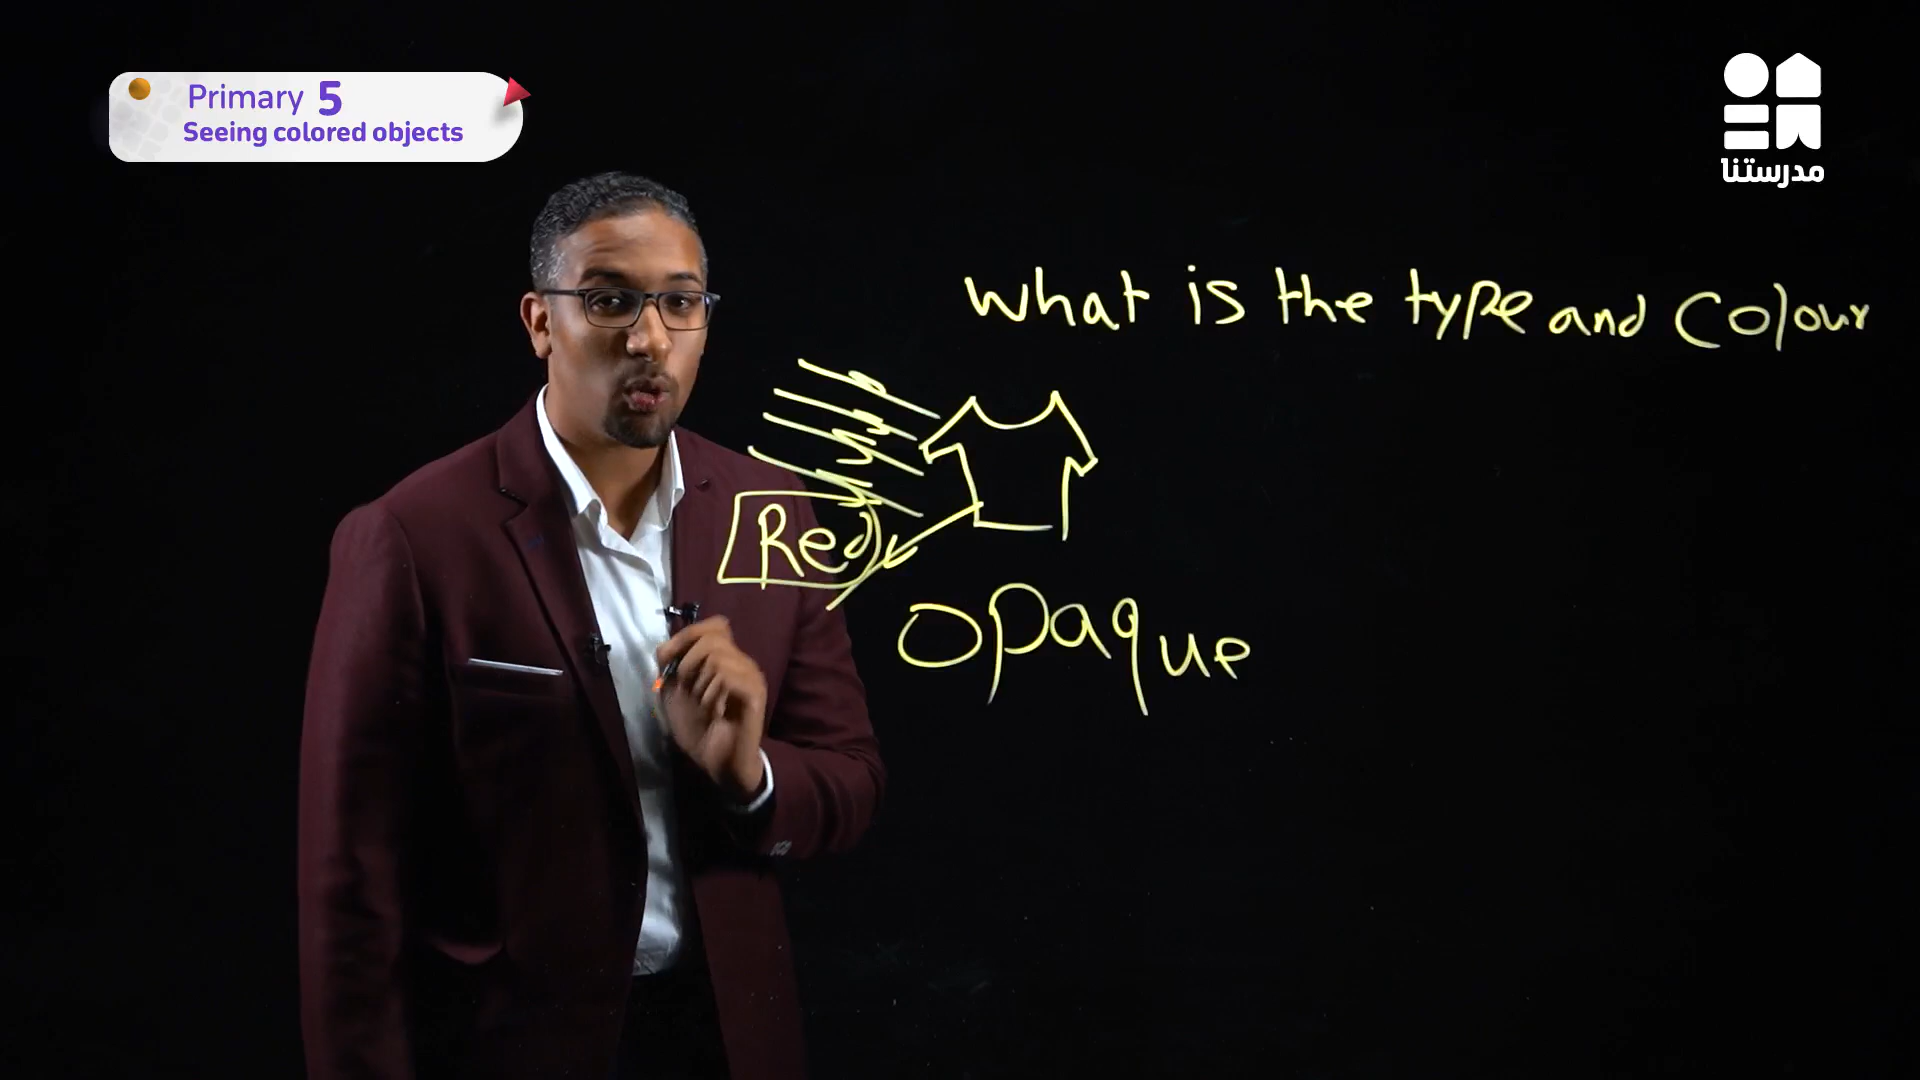 Primary 5
Seeing colored objects
مدرستنا
What is the type and Colour
Red
opaque